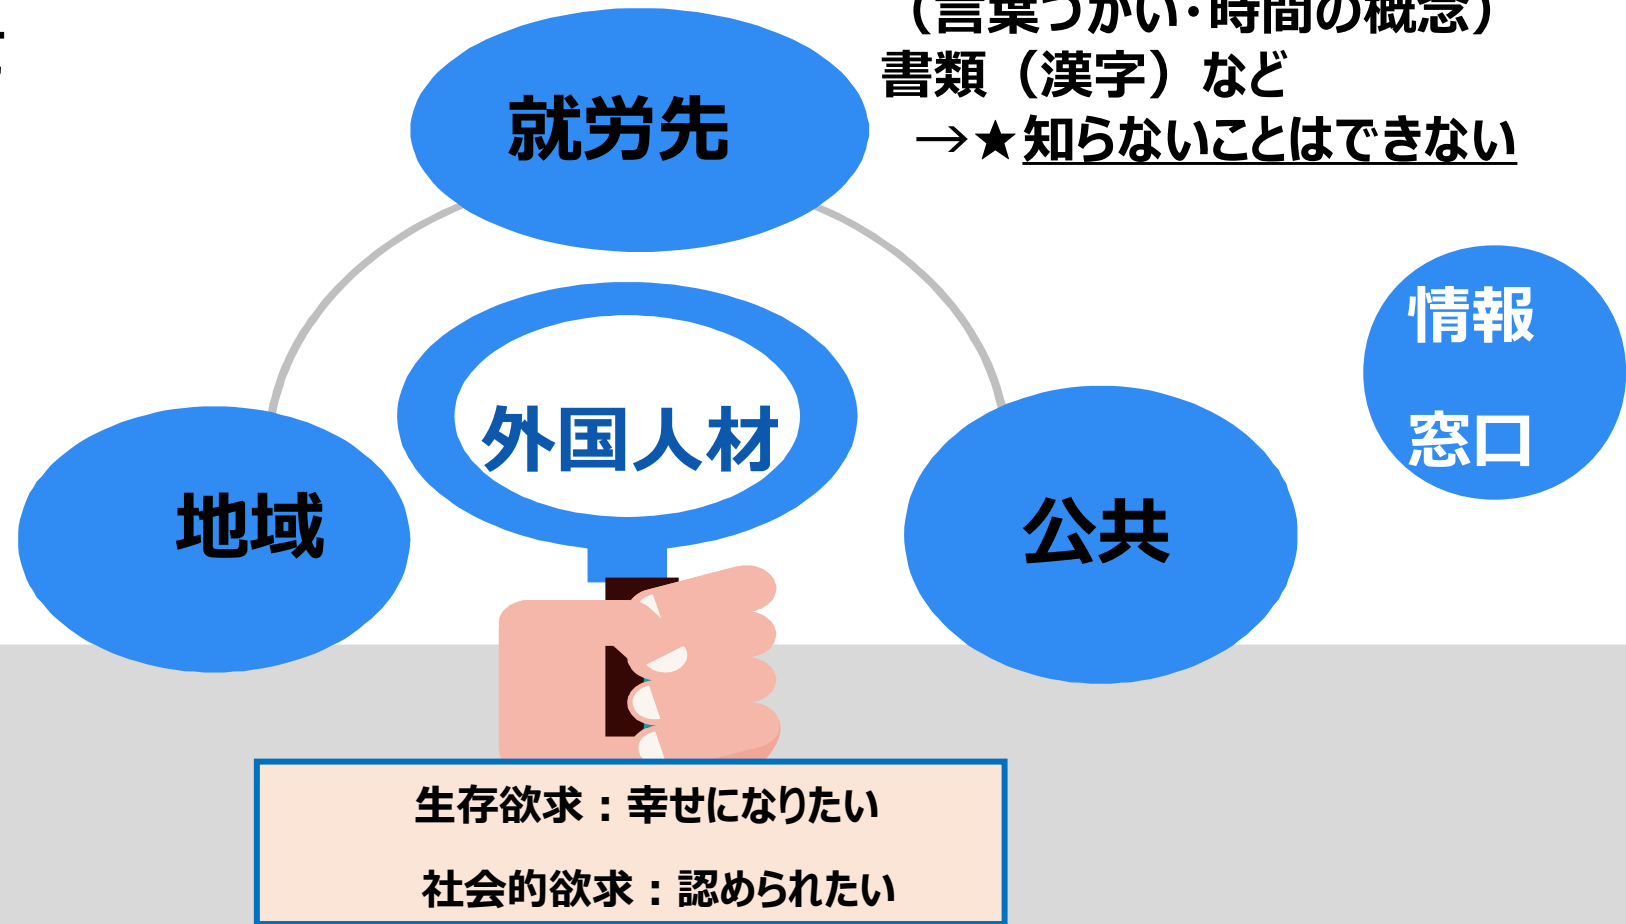 （言葉づかい・時間の概念）
書類（漢字）など
→★知らないことはできない
就労先
情報
窓口
外国人材
地域
公共
生存欲求：幸せになりたい
社会的欲求：認められたい